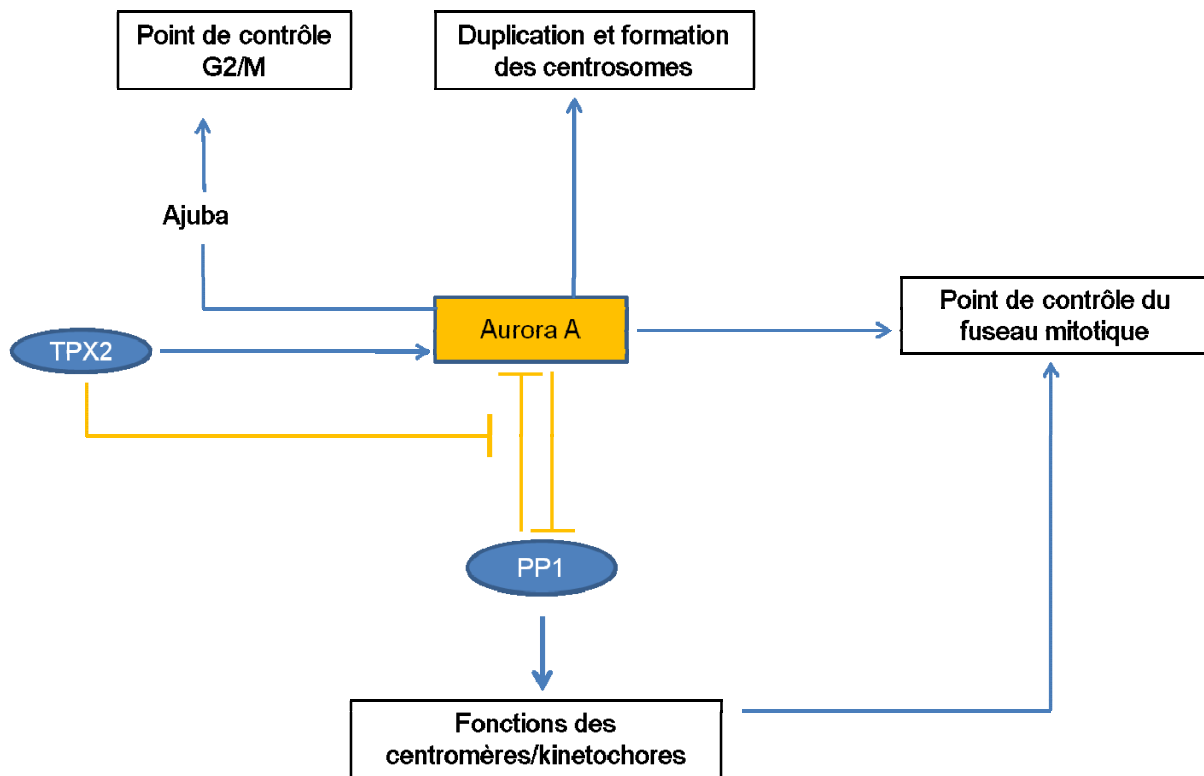 Point de contrôle
G2/M
Duplication et formation
des centrosomes
Ajuba
Aurora A
Point de contrôle du
fuseau mitotique
TPX2
PP1
Fonctions des
centromères/kinetochores